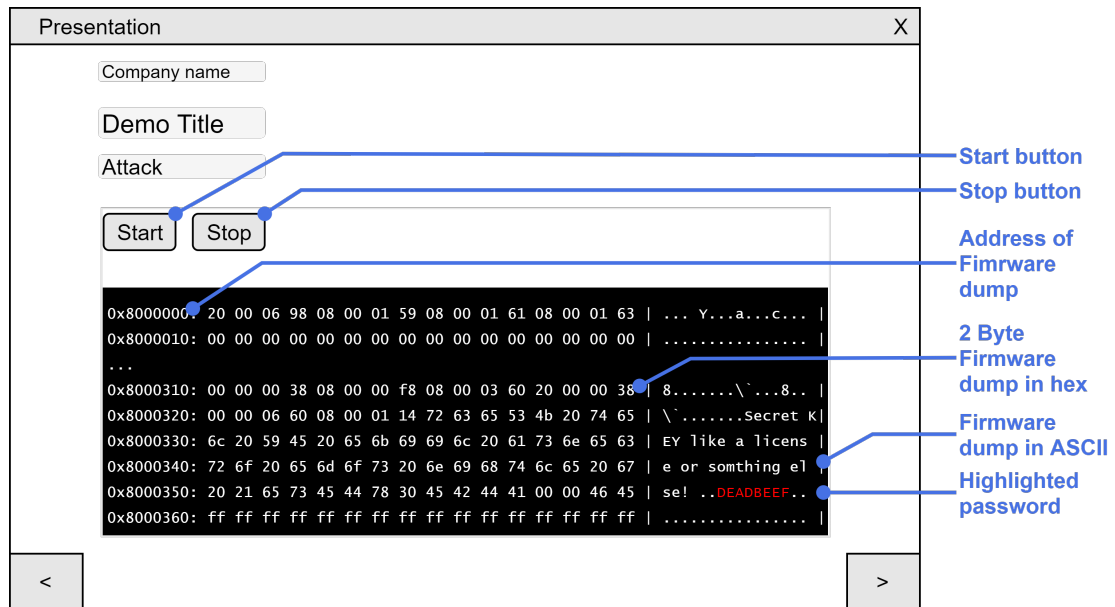 Presentation X
Company name
Demo Title
Attack
Start Stop
0x8000000: 20 00 06 98 08 00 01 59 08 00 01 61 08 00 01 63 | ... Y...a...c... |
0x8000010: 00 00 00 00 00 00 00 00 00 00 00 00 00 00 00 00 | ................ |
...
0x8000310: 00 00 00 38 08 00 00 f8 08 00 03 60 20 00 00 38 | 8.......\`...8.. |
0x8000320: 00 00 06 60 08 00 01 14 72 63 65 53 4b 20 74 65 | \`.......Secret K|
0x8000330: 6c 20 59 45 20 65 6b 69 69 6c 20 61 73 6e 65 63 | EY like a licens |
0x8000340: 72 6f 20 65 6d 6f 73 20 6e 69 68 74 6c 65 20 67 | e or somthing el |
0x8000350: 20 21 65 73 45 44 78 30 45 42 44 41 00 00 46 45 | se! ..DEADBEEF.. |
0x8000360: ff ff ff ff ff ff ff ff ff ff ff ff ff ff ff ff | ................ |
< >
Start button
Stop button
Address of
Fimrware
dump
2 Byte
Firmware
dump in hex
Firmware
dump in ASCII
Highlighted
password